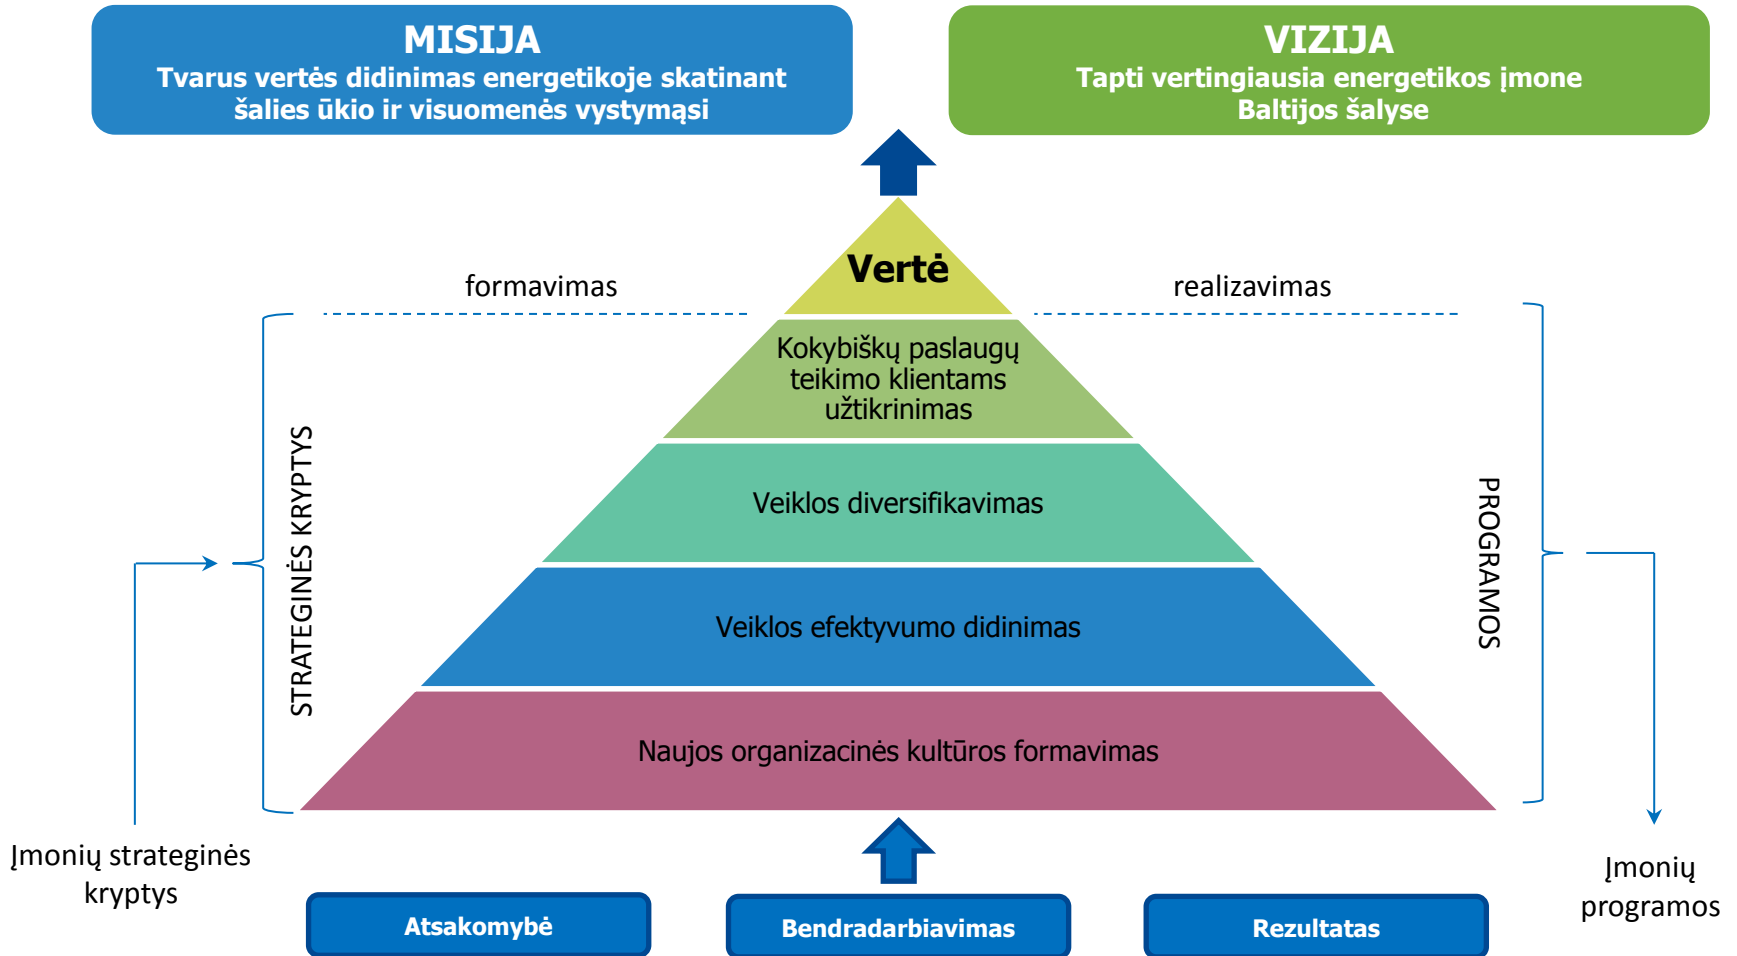 MISIJA
Tvarus vertės didinimas energetikoje skatinant
šalies ūkio ir visuomenės vystymąsi
VIZIJA
Tapti vertingiausia energetikos įmone
Baltijos šalyse
Vertė
formavimas
realizavimas
Kokybiškų paslaugų
teikimo klientams
užtikrinimas
Veiklos diversifikavimas
Veiklos efektyvumo didinimas
Naujos organizacinės kultūros formavimas
STRATEGINĖS KRYPTYS
PROGRAMOS
Įmonių strateginės
kryptys
Įmonių
programos
Atsakomybė
Bendradarbiavimas
Rezultatas